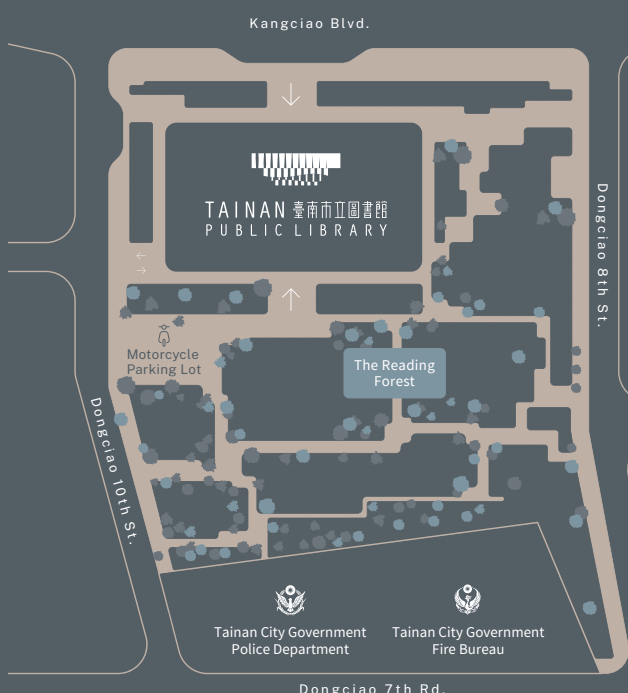 Kangciao Blvd.
TAINAN 臺南市立圖書館
PUBLIC LIBRARY
Dongciao 8th St.
Motorcycle
Parking Lot
The Reading
Forest
Dongciao 10th St.
Tainan City Government
Police Department
Tainan City Government
Fire Bureau
Dongciao 7th Rd.